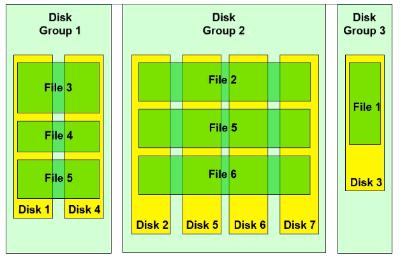 Disk
Group 1
File 3
File 4
File 5
Disk 1
Disk 4
Disk
Group 2
File 2
File 5
File 6
Disk 2
Disk 5
Disk 6
Disk 7
Disk
Group 3
File 1
Disk 3